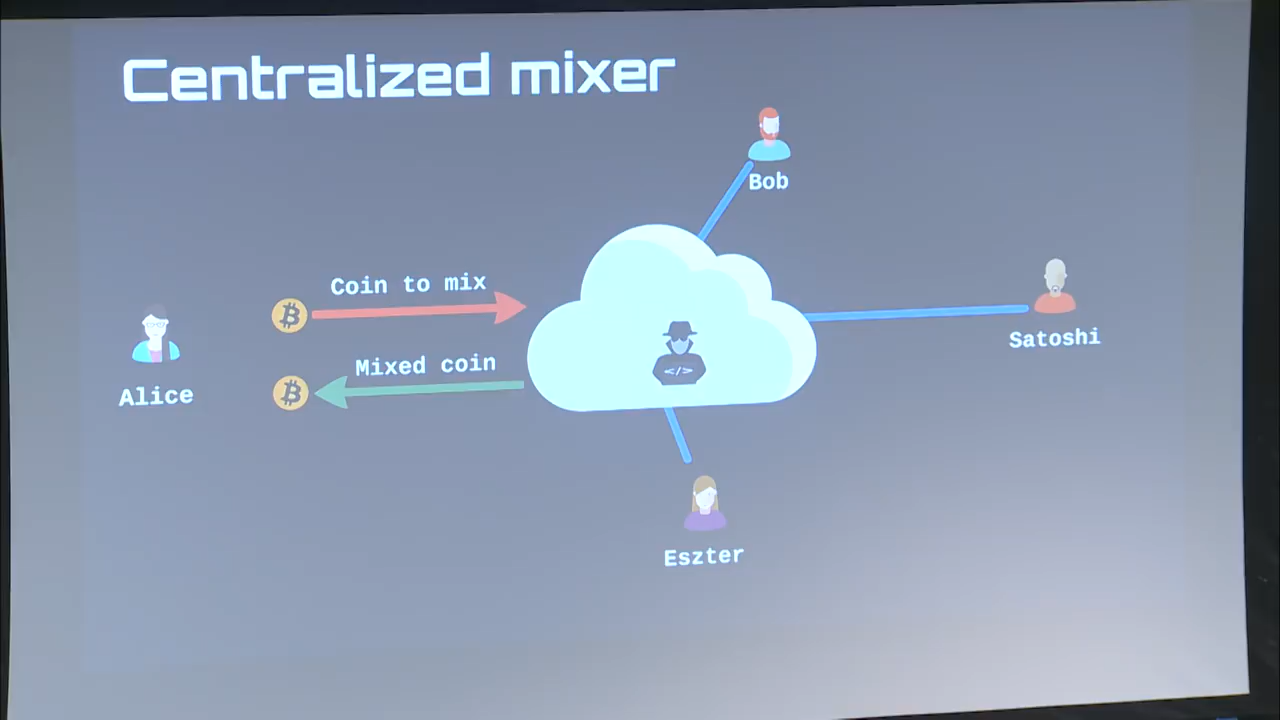 Centralized mixer
Bob
Coin to mix
Satoshi
Mixed coin
Alice
</>
Eszter